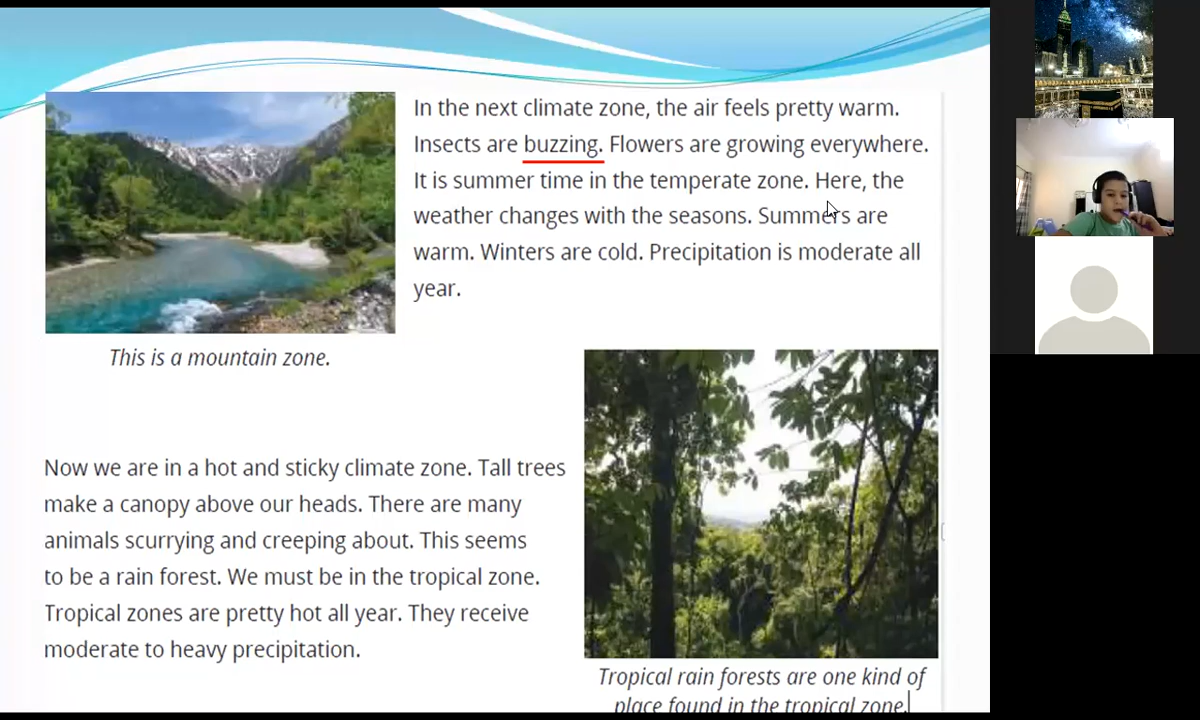 In the next climate zone, the air feels pretty warm.
Insects are buzzing. Flowers are growing everywhere.
It is summer time in the temperate zone. Here, the
weather changes with the seasons. Summers are
warm. Winters are cold. Precipitation is moderate all
year.
This is a mountain zone.
Now we are in a hot and sticky climate zone. Tall trees
make a canopy above our heads. There are many
animals scurrying and creeping about. This seems
to be a rain forest. We must be in the tropical zone.
Tropical zones are pretty hot all year. They receive
moderate to heavy precipitation.
Tropical rain forests are one kind of
place found in the tropical zone.